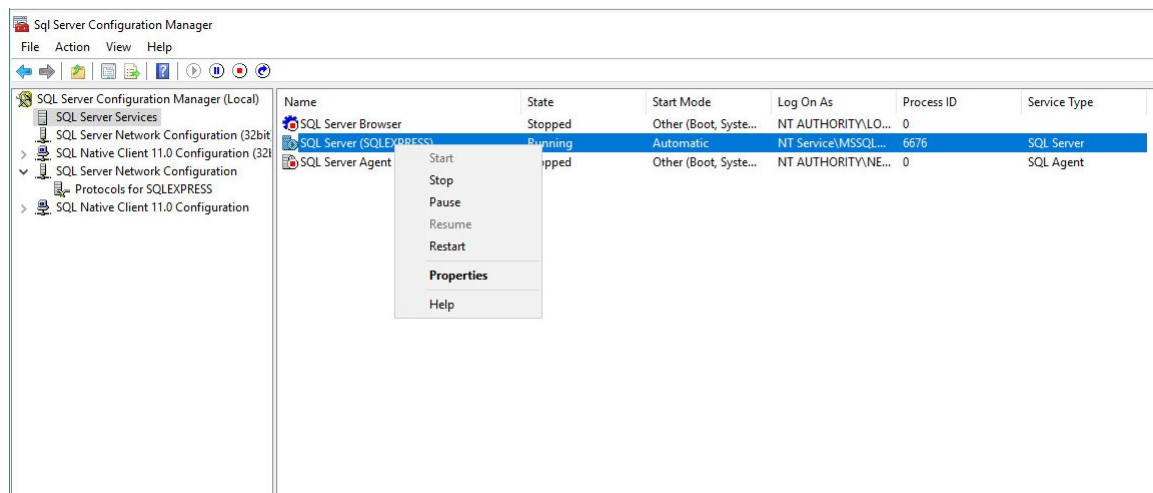 Sql Server Configuration Manager
File Action View Help
SQL Server Configuration Manager (Local)
SQL Server Services
SQL Server Network Configuration (32bit
SQL Native Client 11.0 Configuration (32
SQL Server Network Configuration
Protocols for SQLEXPRESS
SQL Native Client 11.0 Configuration
Name State Start Mode Log On As Process ID Service Type
SQL Server Browser Stopped Other (Boot, Syste... NT AUTHORITY\LO... 0
SQL Server (SQLEXPRESS) Running Automatic NT Service\MSSQL... 6676 SQL Server
SQL Server Agent pped Other (Boot, Syste... NT AUTHORITY\NE... 0 SQL Agent
Start
Stop
Pause
Resume
Restart
Properties
Help